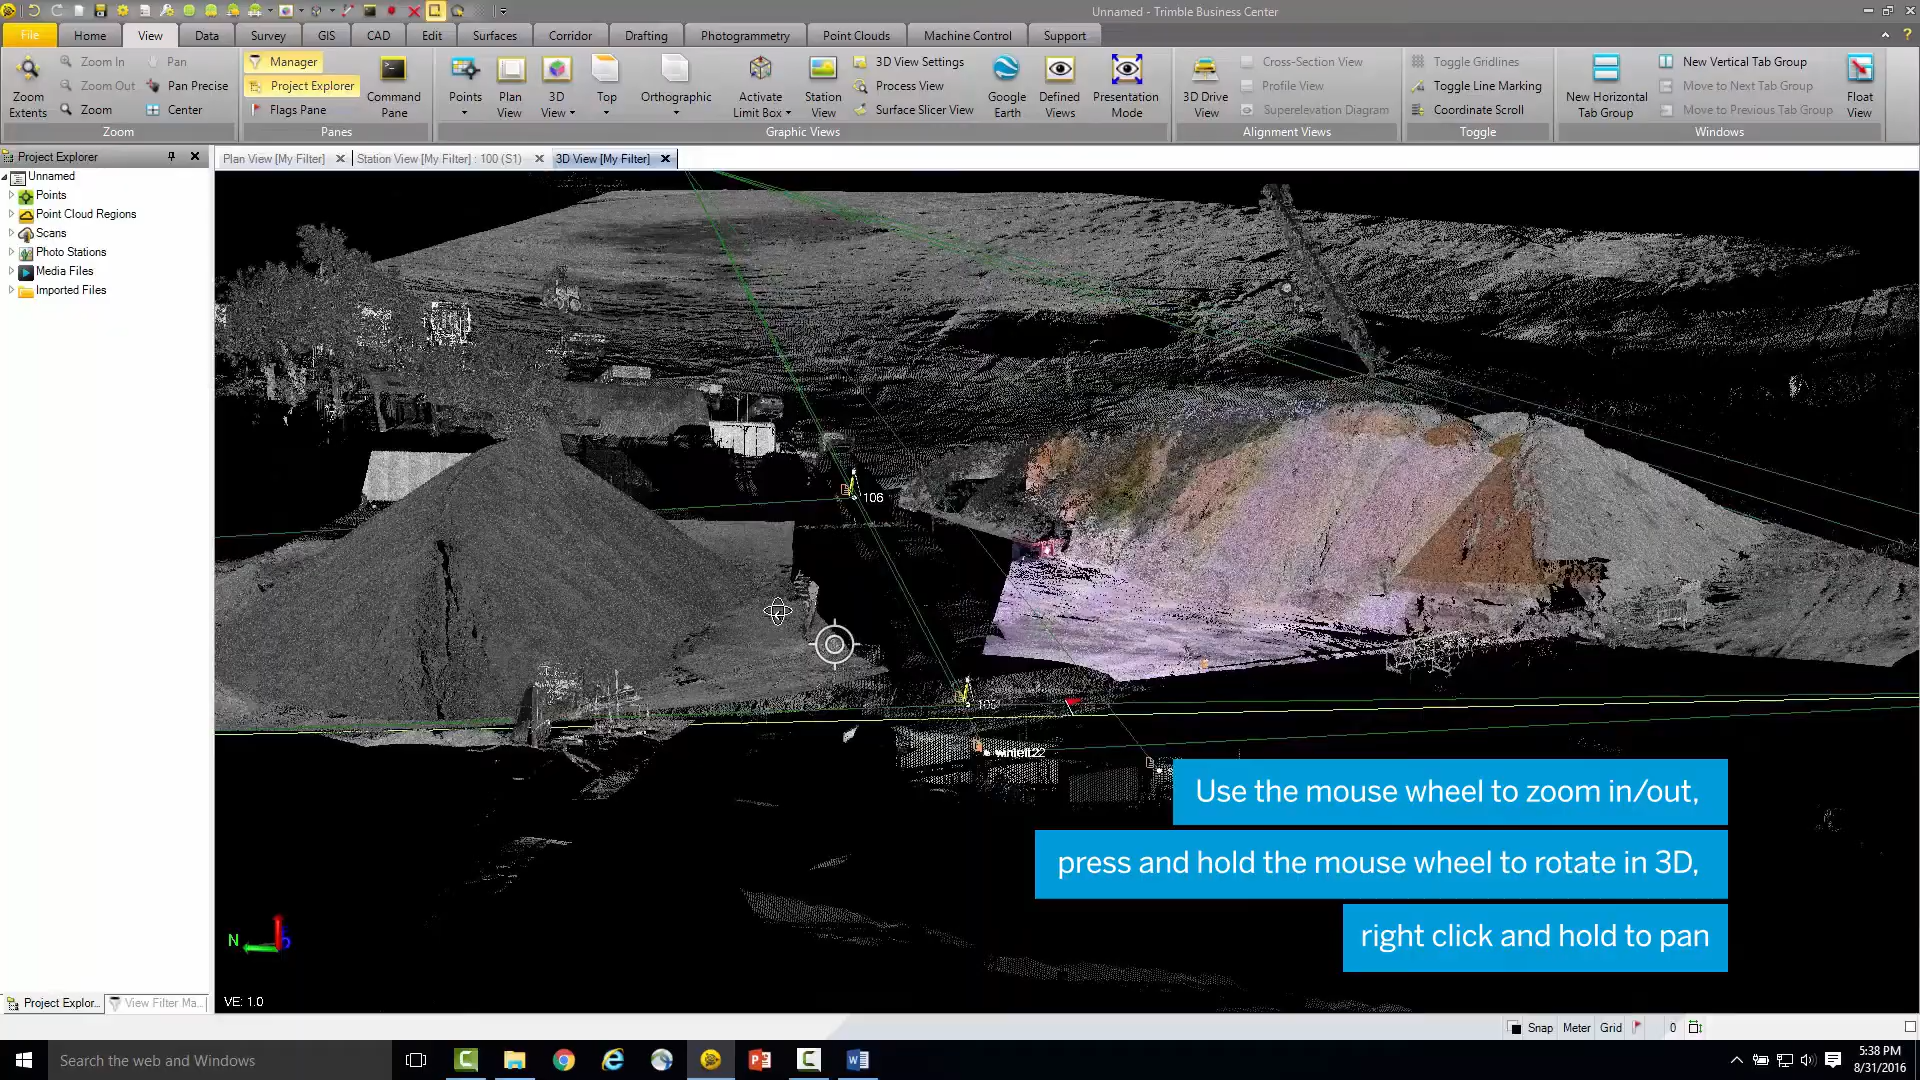 Unnamed - Trimble Business Center
File Home View Data Survey GIS CAD Edit Surfaces Corridor Drafting Photogrammetry Point Clouds Machine Control Support
Zoom Extents
Zoom In
Zoom Out
Zoom
Pan
Pan Precise
Center
Zoom
Manager
Project Explorer
Flags Pane
Command Pane
Panes
Points
Plan View
3D View
Top
Orthographic
Activate Limit Box
Station View
3D View Settings
Process View
Surface Slicer View
Google Earth
Defined Views
Presentation Mode
Graphic Views
3D Drive View
Cross-Section View
Profile View
Superelevation Diagram
Alignment Views
Toggle Gridlines
Toggle Line Marking
Coordinate Scroll
Toggle
New Horizontal Tab Group
New Vertical Tab Group
Move to Next Tab Group
Move to Previous Tab Group
Float View
Windows
Project Explorer
Plan View [My Filter]
Station View [My Filter] : 100 (S1)
3D View [My Filter]
Unnamed
Points
Point Cloud Regions
Scans
Photo Stations
Media Files
Imported Files
106
Use the mouse wheel to zoom in/out,
press and hold the mouse wheel to rotate in 3D,
right click and hold to pan
N
VE: 1.0
Project Explor...
View Filter Ma...
Snap Meter Grid 0
Search the web and Windows
5:38 PM
8/31/2016